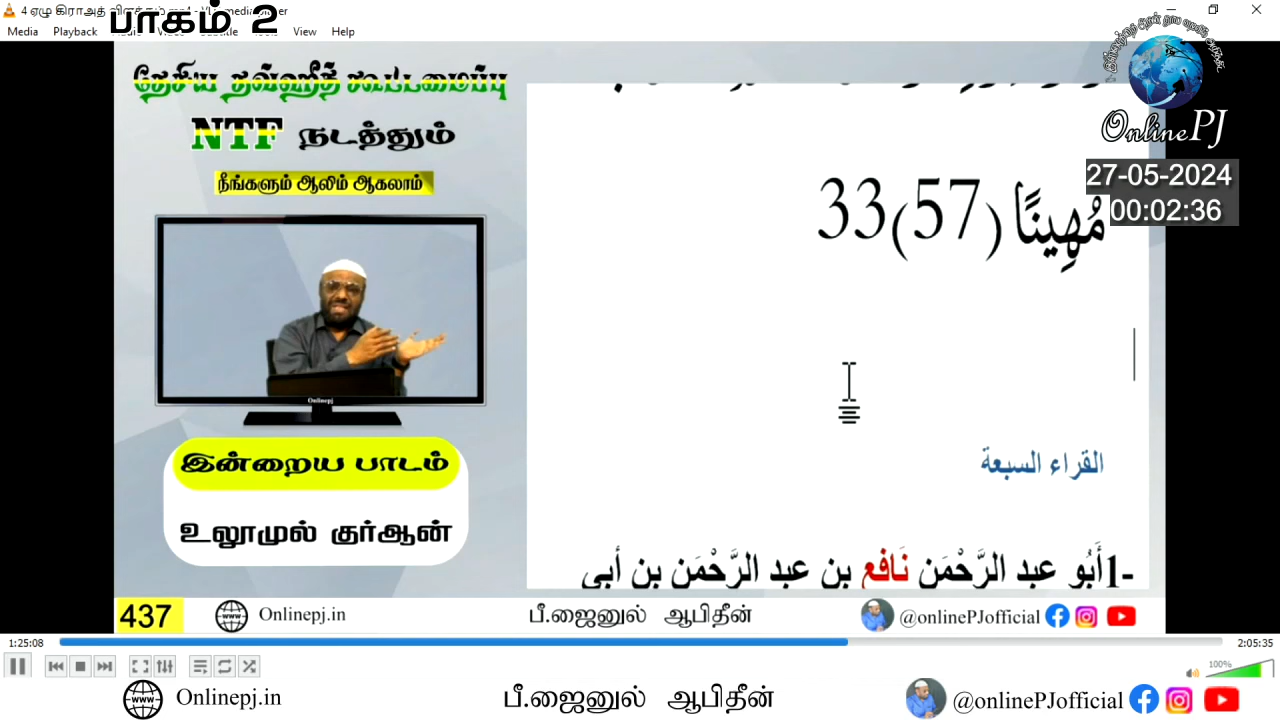 பாகம் 2
Media Playback View Help
தேசிய தவ்ஹீத் கூட்டமைப்பு
NTF நடத்தும்
நீங்களும் ஆலிம் ஆகலாம்
Onlinepj
இன்றைய பாடம்
உலூமுல் குர்ஆன்
OnlinePJ
27-05-2024
00:02:36
مُهِينًا (57)33
القراء السبعة
1-أَبُو عبد الرَّحْمَن نَافِع بن عبد الرَّحْمَن بن أبي
437 Onlinepj.in பீ.ஜைனுல் ஆபிதீன் @onlinePJofficial
1:25:08 2:05:35
100%
Onlinepj.in பீ.ஜைனுல் ஆபிதீன் @onlinePJofficial